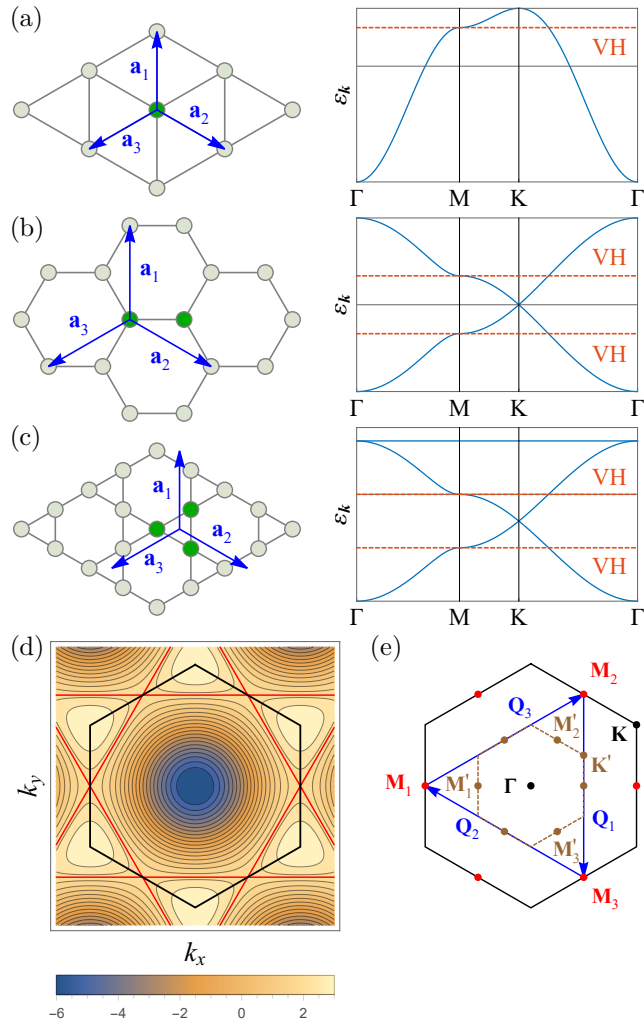 (a)
a1
a2
a3
εk
VH
Γ
M
K
Γ
(b)
a1
a3
a2
εk
VH
VH
Γ
M
K
Γ
(c)
a1
a2
a3
εk
VH
VH
Γ
M
K
Γ
(d)
ky
kx
−6
−4
−2
0
2
(e)
M2
Q3
M′2
K
K′
M1
M′1
Γ
Q2
Q1
M′3
M3